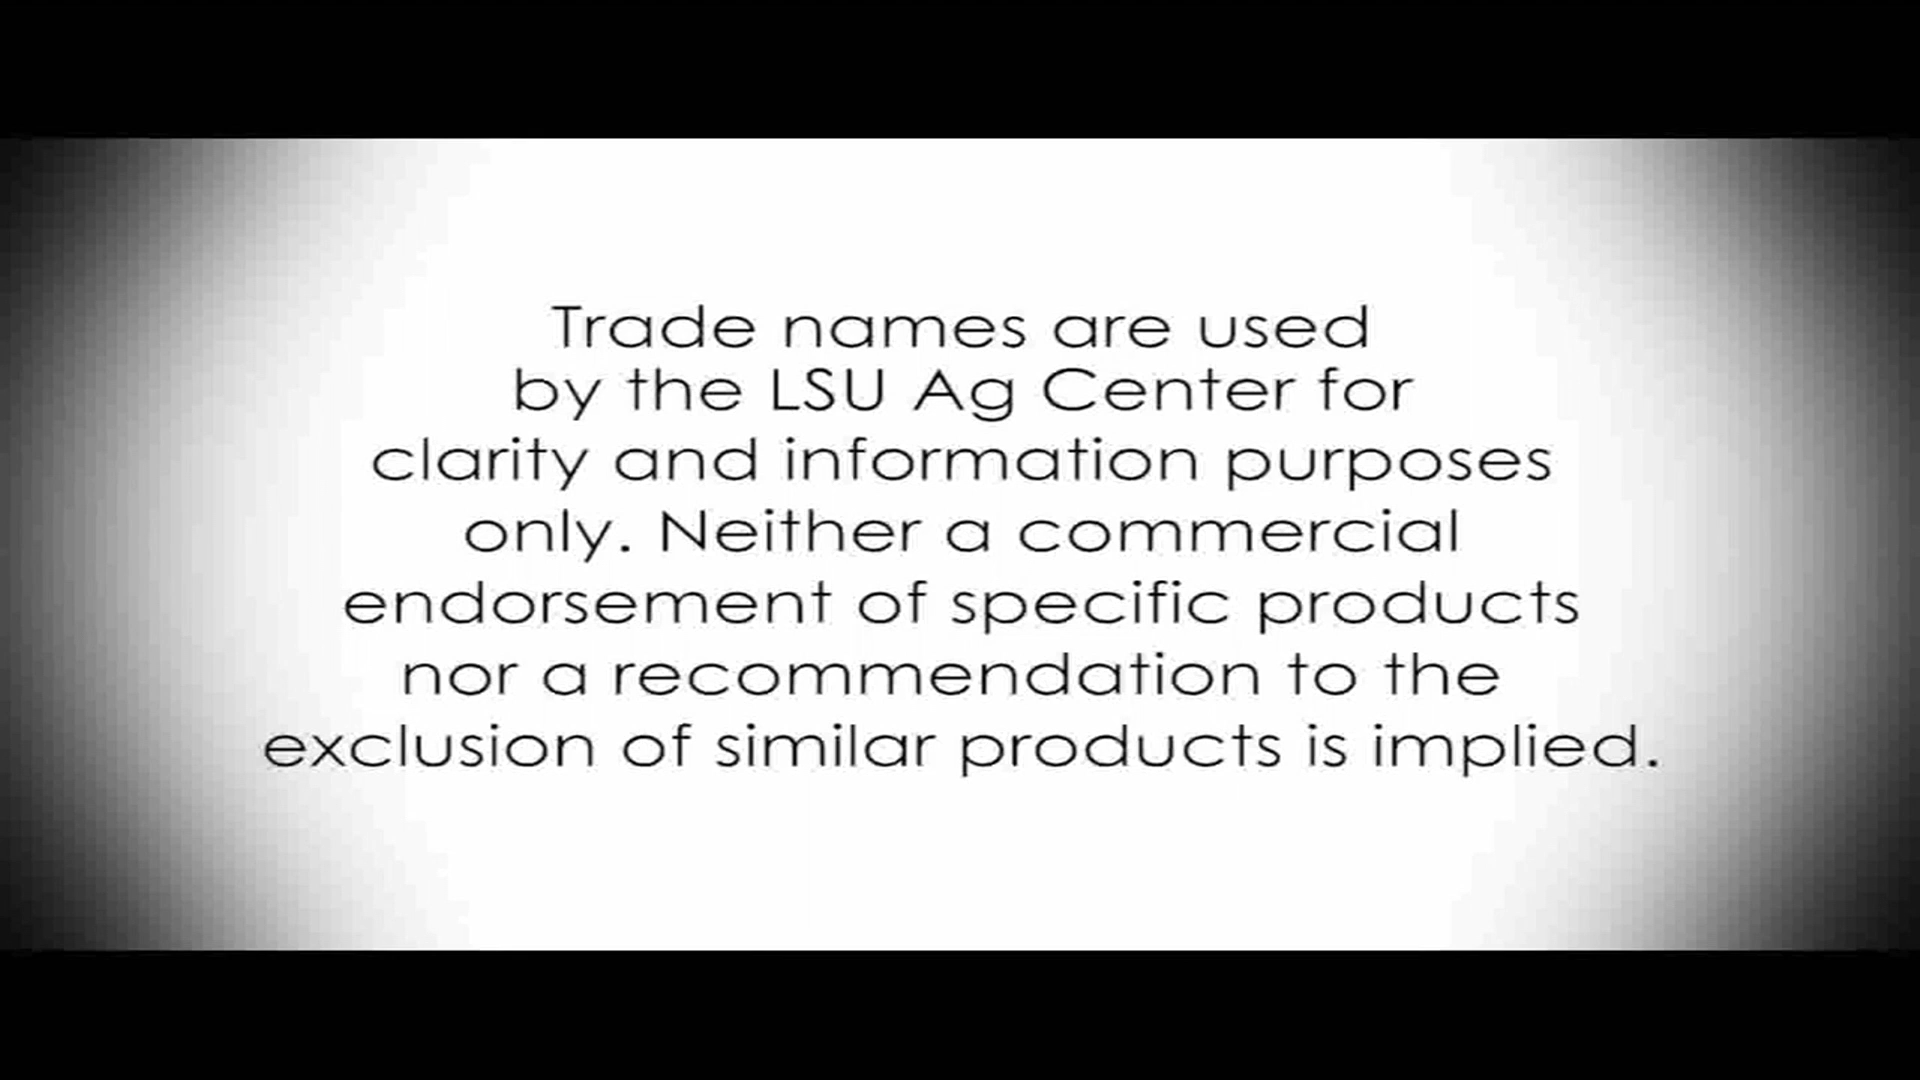 Trade names are used
by the LSU Ag Center for
clarity and information purposes
only. Neither a commercial
endorsement of specific products
nor a recommendation to the
exclusion of similar products is implied.